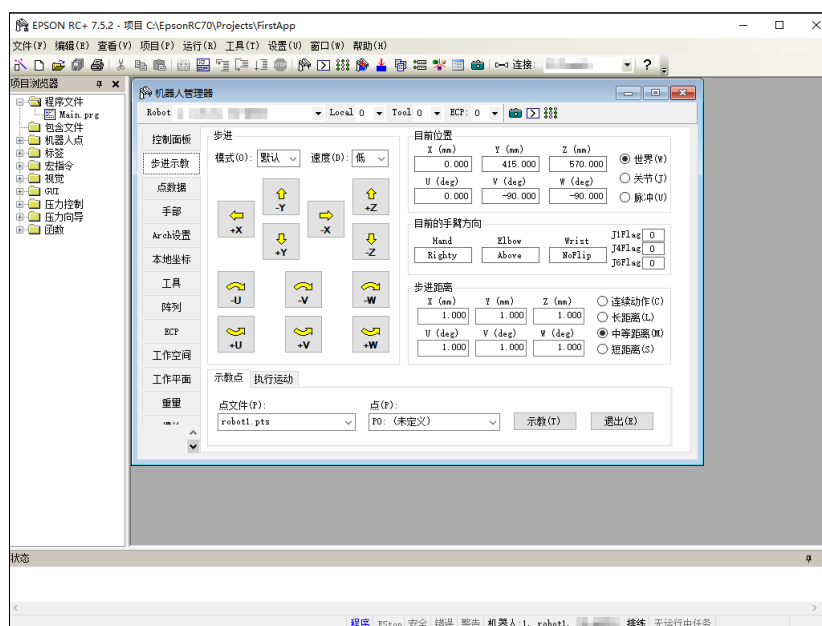 EPSON RC+ 7.5.2 - 项目 C:\EpsonRC70\Projects\FirstApp
文件(F) 编辑(E) 查看(V) 项目(P) 运行(R) 工具(T) 设置(U) 窗口(W) 帮助(H)
连接:
项目浏览器
程序文件
Main.prg
包含文件
机器人点
标签
宏指令
视觉
GUI
压力控制
压力向导
函数
机器人管理器
Robot Local 0 Tool 0 ECP: 0
控制面板
步进示教
点数据
手部
Arch设置
本地坐标
工具
阵列
ECP
工作空间
工作平面
重里
步进
模式(O): 默认 速度(D): 低
-Y +Z
+X -X
+Y -Z
-U -V -W
+U +V +W
目前位置
X (mm) Y (mm) Z (mm)
0.000 415.000 570.000
U (deg) V (deg) W (deg)
0.000 -90.000 -90.000
世界(W)
关节(J)
脉冲(U)
目前的手臂方向
Hand Elbow Wrist
Righty Above NoFlip
J1Flag 0
J4Flag 0
J6Flag 0
步进距离
X (mm) Y (mm) Z (mm)
1.000 1.000 1.000
U (deg) V (deg) W (deg)
1.000 1.000 1.000
连续动作(C)
长距离(L)
中等距离(M)
短距离(S)
示教点 执行运动
点文件(F): 点(P):
robot1.pts P0: (未定义) 示教(T) 退出(E)
状态
程序 EStop 安全 错误 警告 机器人:1, robot1, 排练 无运行中任务